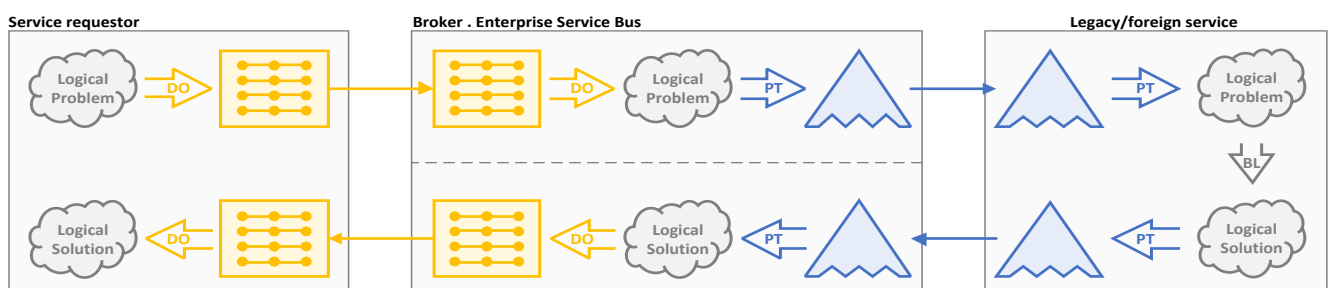 Service requestor
Broker . Enterprise Service Bus
Legacy/foreign service
Logical
Problem
DO
DO
Logical
Problem
PT
PT
Logical
Problem
BL
Logical
Solution
DO
DO
Logical
Solution
PT
PT
Logical
Solution